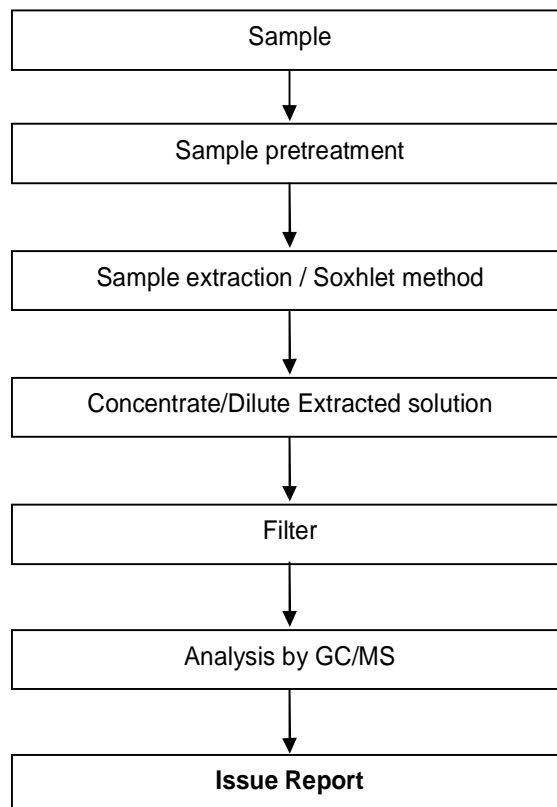 Sample
Sample pretreatment
Sample extraction / Soxhlet method
Concentrate/Dilute Extracted solution
Filter
Analysis by GC/MS
Issue Report